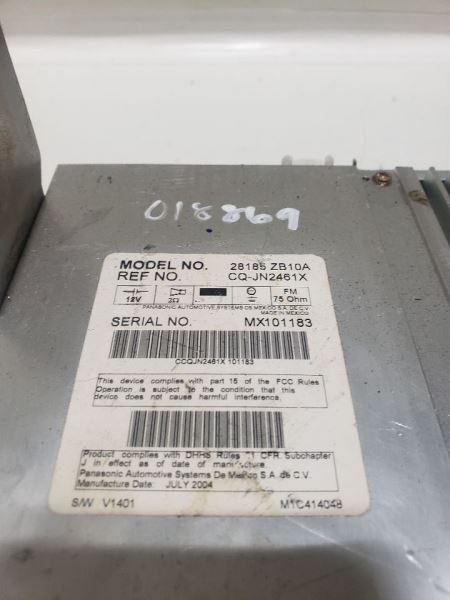 018869
MODEL NO. 28185 ZB10A
REF NO. CQ-JN2461X
12V 2Ω FM 75 Ohm
PANASONIC AUTOMOTIVE SYSTEMS DE MEXICO S.A. DE C.V.
MADE IN MEXICO
SERIAL NO. MX101183
CCQJN2461X 101183
This device complies with part 15 of the FCC Rules
Operation is subject to the condition that this
device does not cause harmful interference.
Product complies with DHHS Rules 21 CFR Subchapter
J in effect as of date of manufacture
Panasonic Automotive Systems De Mexico S.A. de C.V.
Manufacture Date: JULY 2004
S/W V1401 M1C414048